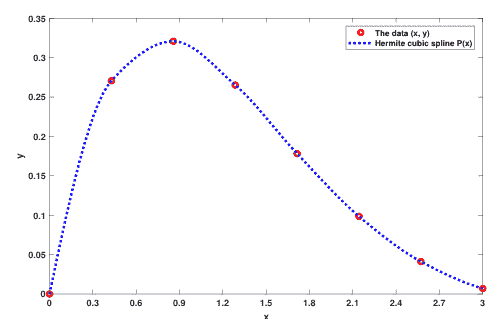 The data (x, y)
Hermite cubic spline P(x)
0.35
0.3
0.25
0.2
0.15
0.1
0.05
0
y
0 0.3 0.6 0.9 1.2 1.5 1.8 2.1 2.4 2.7 3
x